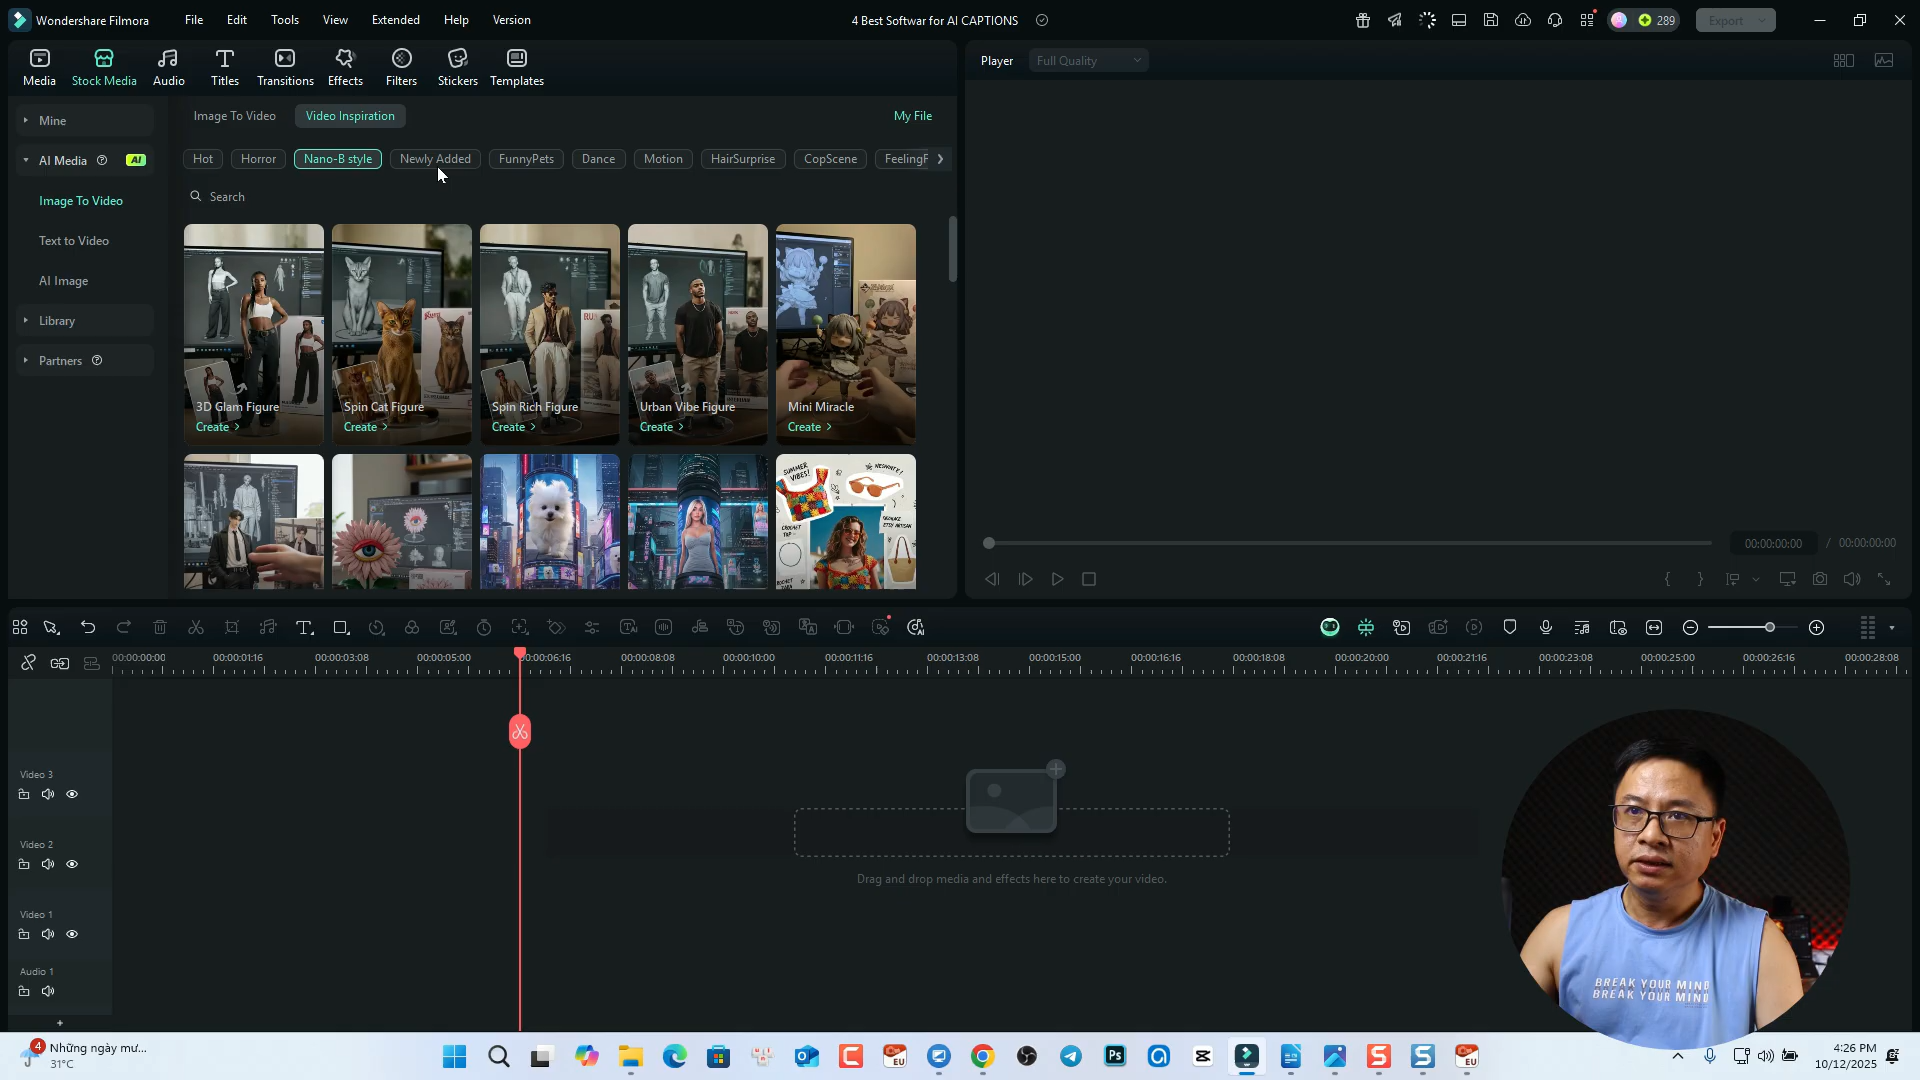 Wondershare Filmora
File
Edit
Tools
View
Extended
Help
Version
4 Best Softwar for AI CAPTIONS
289
Export
Media
Stock Media
Audio
Titles
Transitions
Effects
Filters
Stickers
Templates
Player
Full Quality
Mine
AI Media
AI
Image To Video
Text to Video
AI Image
Library
Partners
Image To Video
Video Inspiration
My File
Hot
Horror
Nano-B style
Newly Added
FunnyPets
Dance
Motion
HairSurprise
CopScene
Search
3D Glam Figure
Create >
Spin Cat Figure
Create >
Spin Rich Figure
Create >
Urban Vibe Figure
Create >
Mini Miracle
Create >
SUMMER
VIBES!
CROCHET
TOP
00:00:00:00 / 00:00:00:00
00:00:00:00
00:00:01:16
00:00:03:08
00:00:05:00
00:00:06:16
00:00:08:08
00:00:10:00
00:00:11:16
00:00:13:08
00:00:15:00
00:00:16:16
00:00:18:08
00:00:20:00
00:00:21:16
00:00:23:08
00:00:25:00
00:00:26:16
00:00:28:08
Video 3
Video 2
Video 1
Audio 1
Drag and drop media and effects here to create your video.
BREAK YOUR MIND
BREAK YOUR MIND
4
Những ngày mư...
31°C
EU
Ps
EU
4:26 PM
10/12/2025